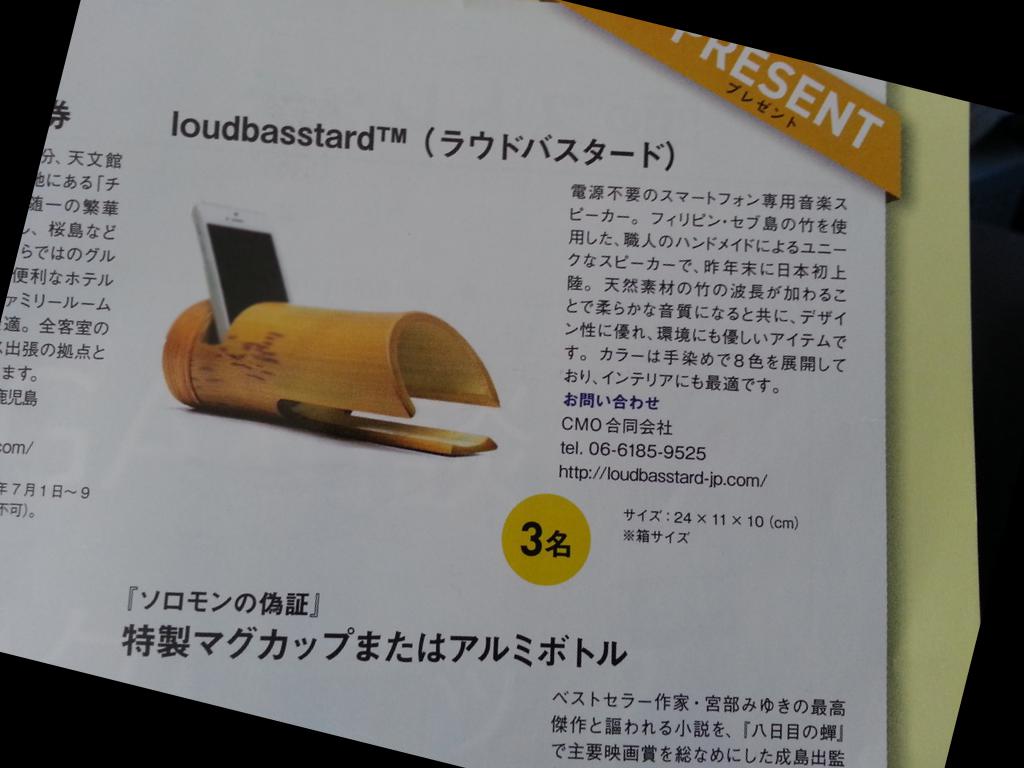 PRESENT
プレゼント
券
分、天文館
地にある「チ
随一の繁華
し、桜島など
らではのグル
便利なホテル
ァミリールーム
適。全客室の
ス出張の拠点と
ます。
鹿児島
com/
年7月1日〜9
不可)。
loudbasstard™（ラウドバスタード）
電源不要のスマートフォン専用音楽ス
ピーカー。フィリピン・セブ島の竹を使
用した、職人のハンドメイドによるユニー
クなスピーカーで、昨年末に日本初上
陸。天然素材の竹の波長が加わるこ
とで柔らかな音質になると共に、デザイ
ン性に優れ、環境にも優しいアイテムで
す。カラーは手染めで8色を展開して
おり、インテリアにも最適です。
お問い合わせ
CMO合同会社
tel. 06-6185-9525
http://loudbasstard-jp.com/
サイズ：24×11×10（cm）
※箱サイズ
3名
『ソロモンの偽証』
特製マグカップまたはアルミボトル
ベストセラー作家・宮部みゆきの最高
傑作と謳われる小説を、『八日目の蟬』
で主要映画賞を総なめにした成島出監